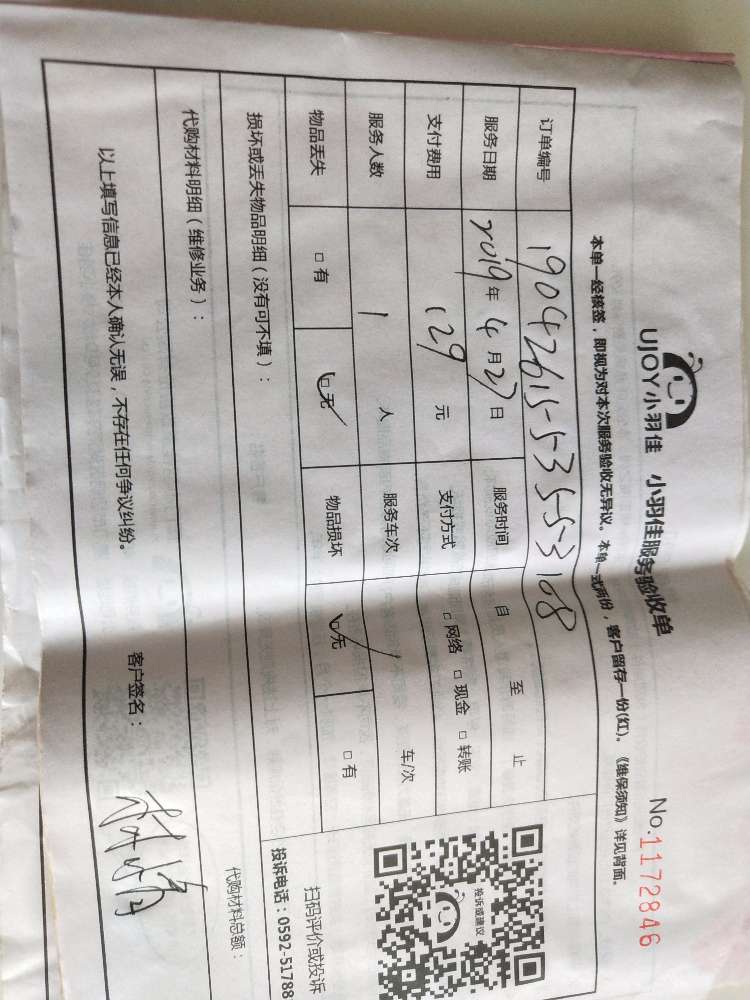 UJOY小羽佳 小羽佳服务验收单 No.1172846
本单一经核签，即视为对本次服务验收无异议。本单一式两份，客户留存一份(红)。《维保须知》详见背面。
订单编号 1904261553553108
服务日期 2019年4月27日 服务时间 自 至 止
支付费用 129元 支付方式 □网络 □现金 □转账
服务人数 1人 服务车次 车/次
物品丢失 □有 □无 物品损坏 □无 □有
投诉或建议
扫码评价或投诉
投诉电话：0592-51788
损坏或丢失物品明细（没有可不填）：
代购材料明细（维修业务）： 代购材料总额：
以上填写信息已经本人确认无误，不存在任何争议纠纷。 客户签名：